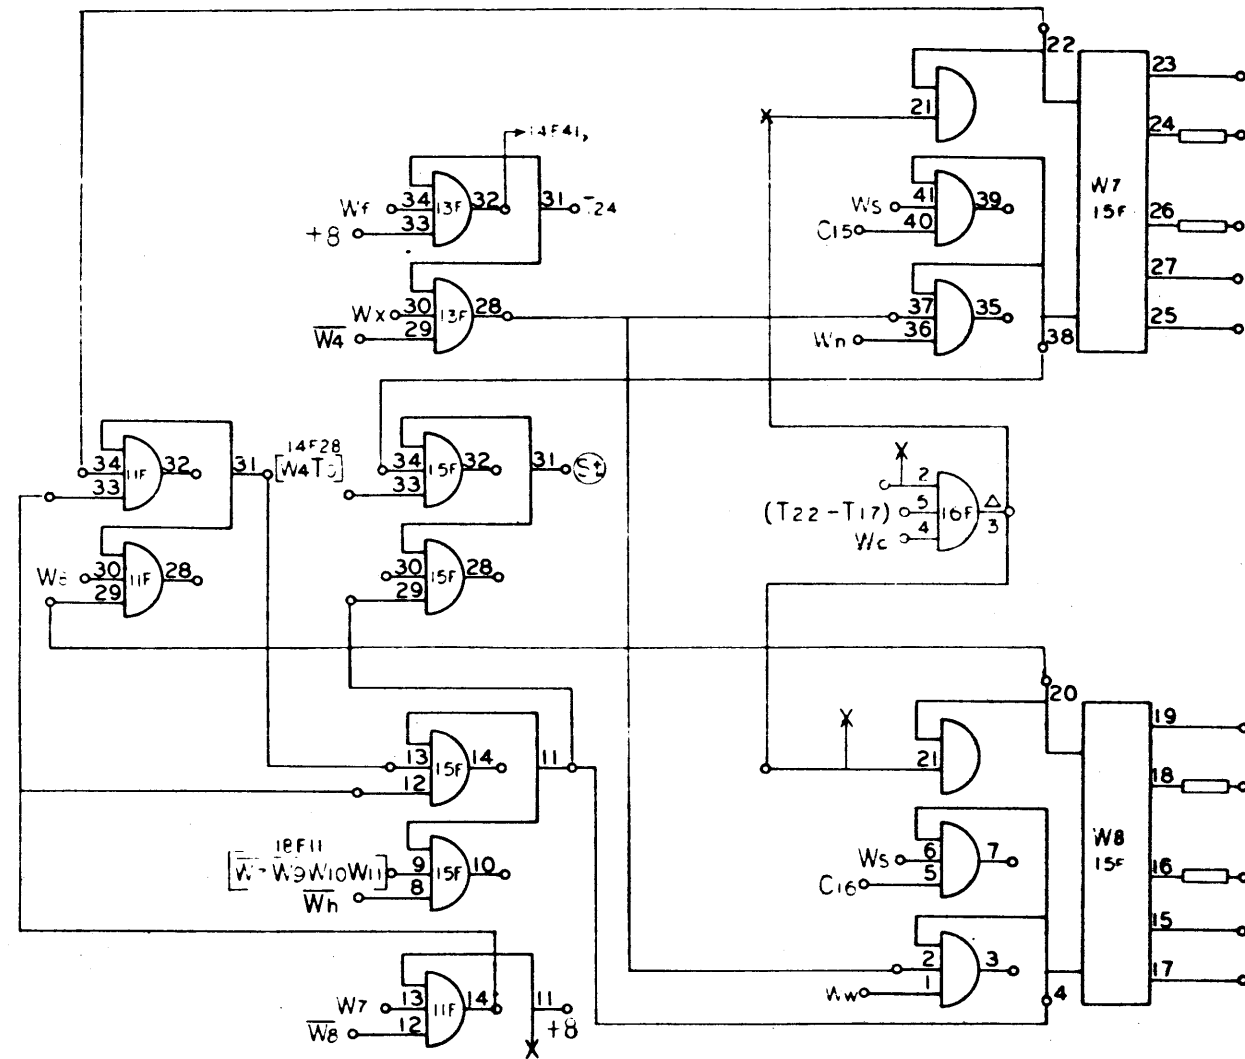 22
23
21
24
14F41,
W7
15F
Wf 34 13F 32 31 T24
+8 33
Ws 41 39
C15 40
26
27
Wx 30 13F 28
W4 29
37 35
Wn 36
38
25
14F28
34 11F 32 31
33
34 15F 32 31 St
33
2
(T22-T17) 5 16F Δ 3
Wc 4
30 11F 28
29
30 15F 28
29
20
19
21
18
13 15F 14 11
12
W8
15F
18F11
9 15F 10
Wh 8
Ws 6 7
C16 5
16
15
2 3
Ww 1
4
17
W7 13 11F 14 11
W8 12 +8